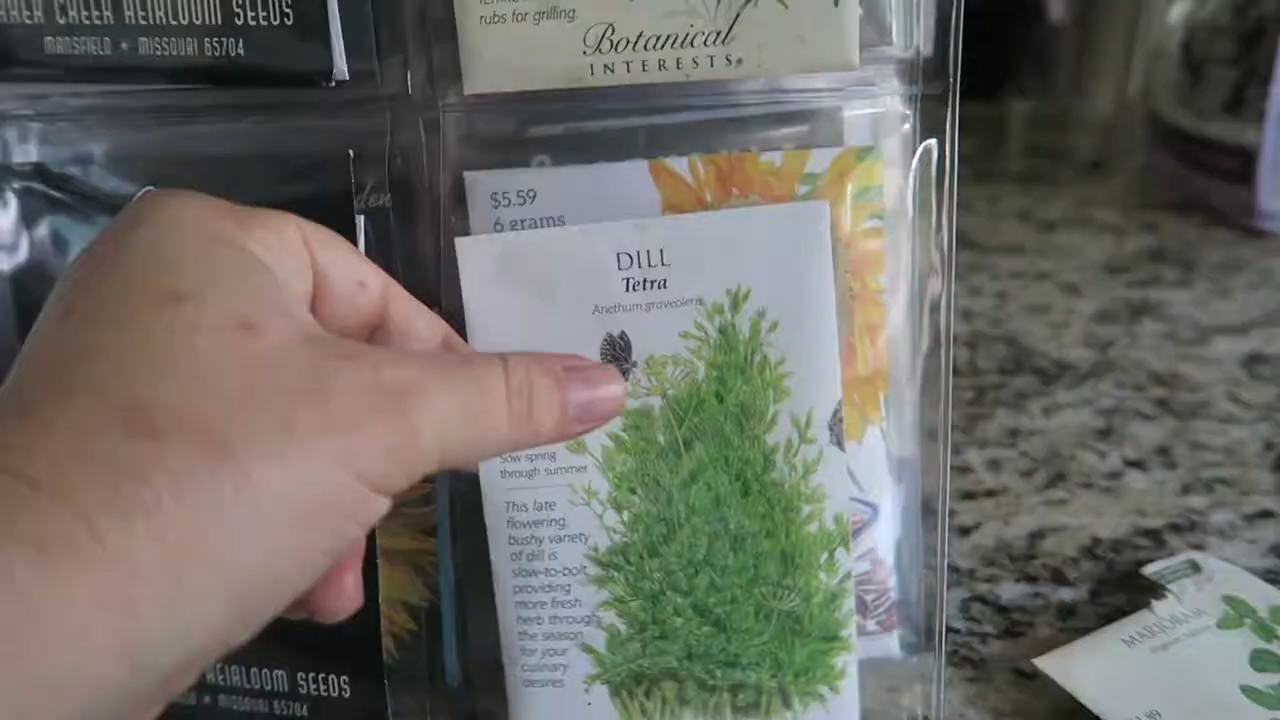 CREEK HEIRLOOM SEEDS
MANSFIELD * MISSOURI 65704
rubs for grilling.
Botanical
INTERESTS®
$5.59
6 grams
DILL
Tetra
Anethum graveolens
Sow spring
through summer
This late
flowering,
bushy variety
of dill is
slow-to-bolt,
providing
more fresh
herb through
the season
for your
culinary
desires.
HEIRLOOM SEEDS
* MISSOURI 65704
MARJORAM